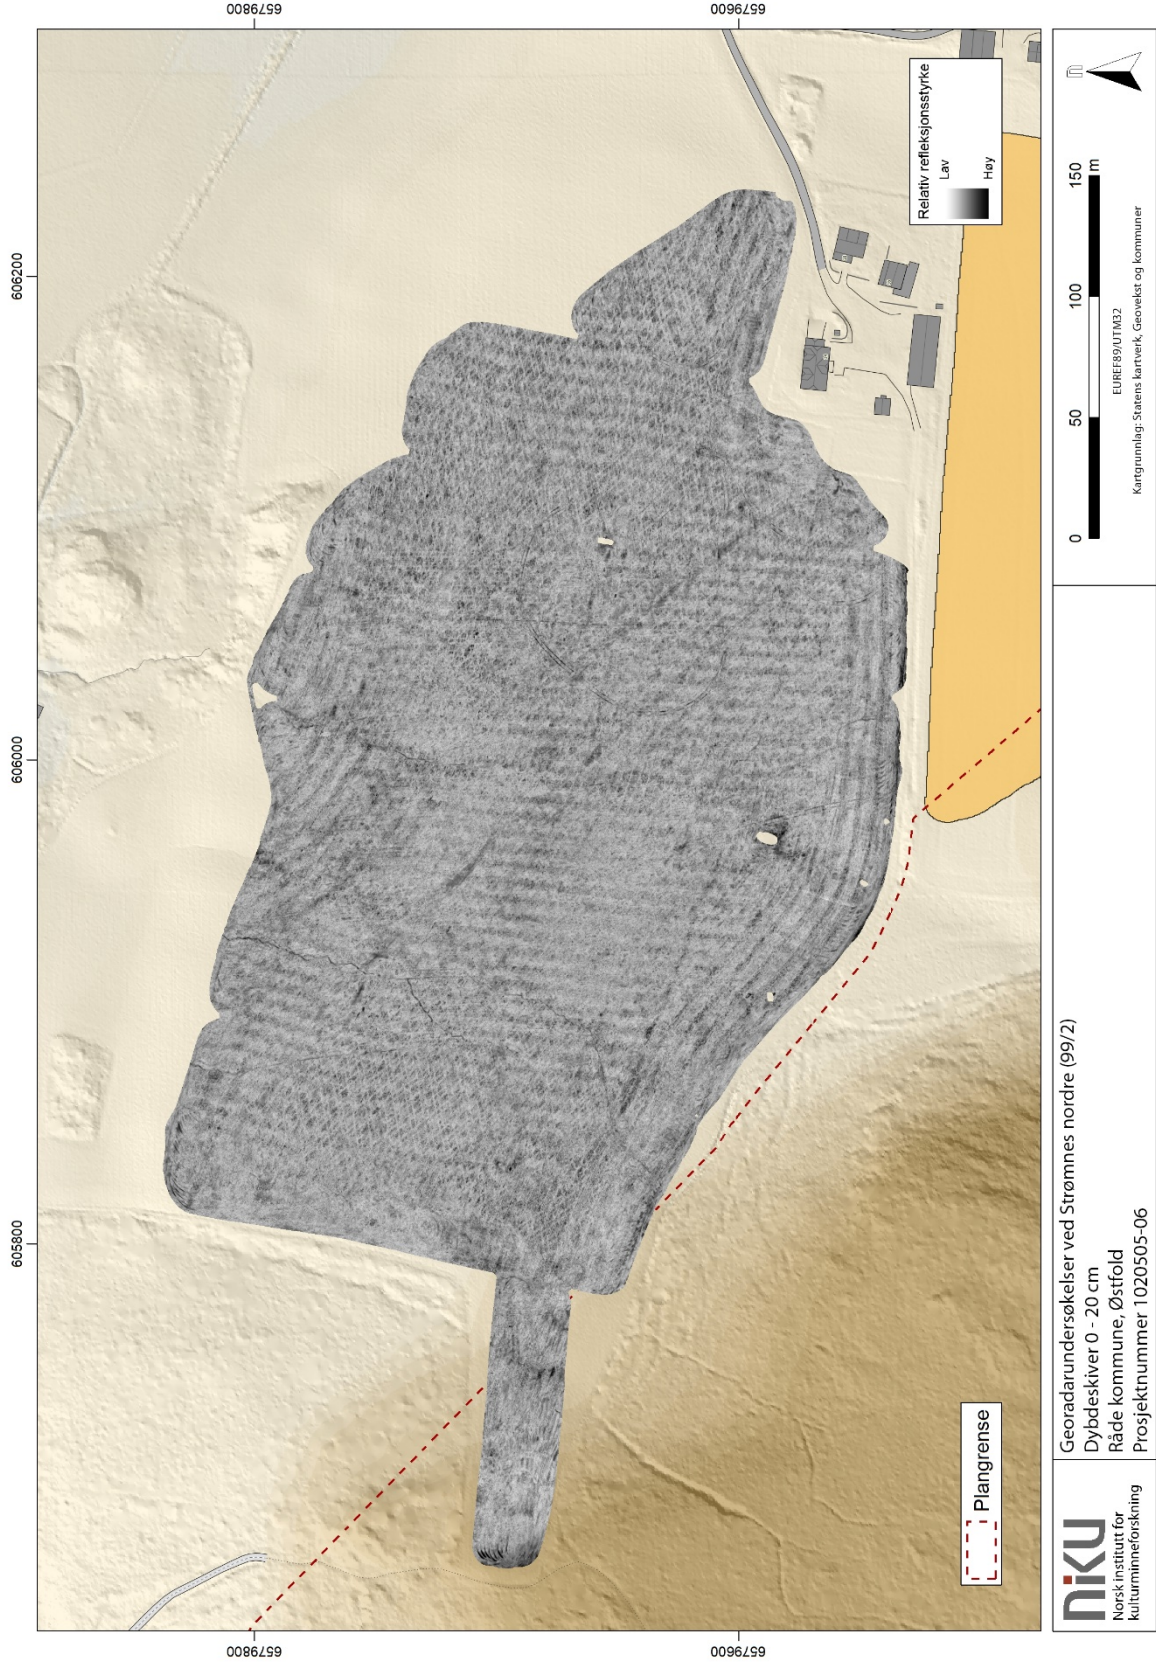 605800
606000
606200
6579800
6579600
6579800
6579600
Relativ refleksjonsstyrke
Lav
Høy
Plangrense
niku
Norsk institutt for
kulturminneforskning
Georadarundersøkelser ved Strømnes nordre (99/2)
Dybdeskiver 0 - 20 cm
Råde kommune, Østfold
Prosjektnummer 1020505-06
0 50 100 150
m
EUREF89/UTM32
Kartgrunnlag: Statens kartverk, Geovekst og kommuner
n